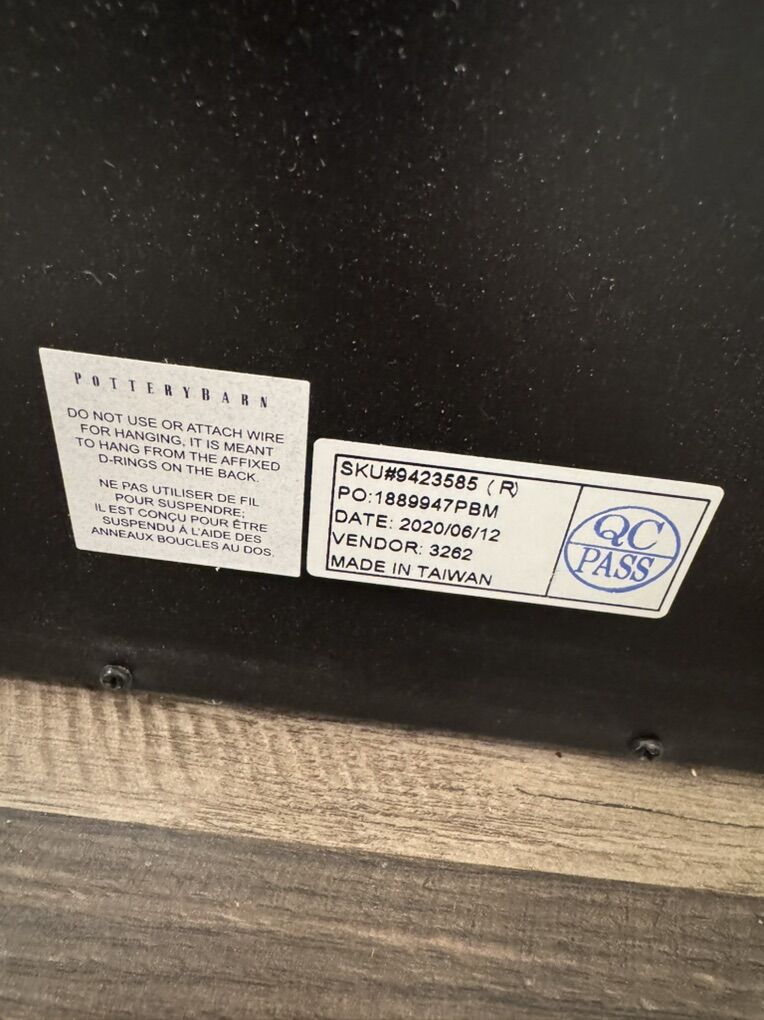 POTTERYBARN
DO NOT USE OR ATTACH WIRE
FOR HANGING, IT IS MEANT
TO HANG FROM THE AFFIXED
D-RINGS ON THE BACK.
NE PAS UTILISER DE FIL
POUR SUSPENDRE;
IL EST CONÇU POUR ÊTRE
SUSPENDU À L'AIDE DES
ANNEAUX BOUCLES AU DOS.
SKU#9423585 (R)
PO:1889947PBM
DATE: 2020/06/12
VENDOR: 3262
MADE IN TAIWAN
QC
PASS